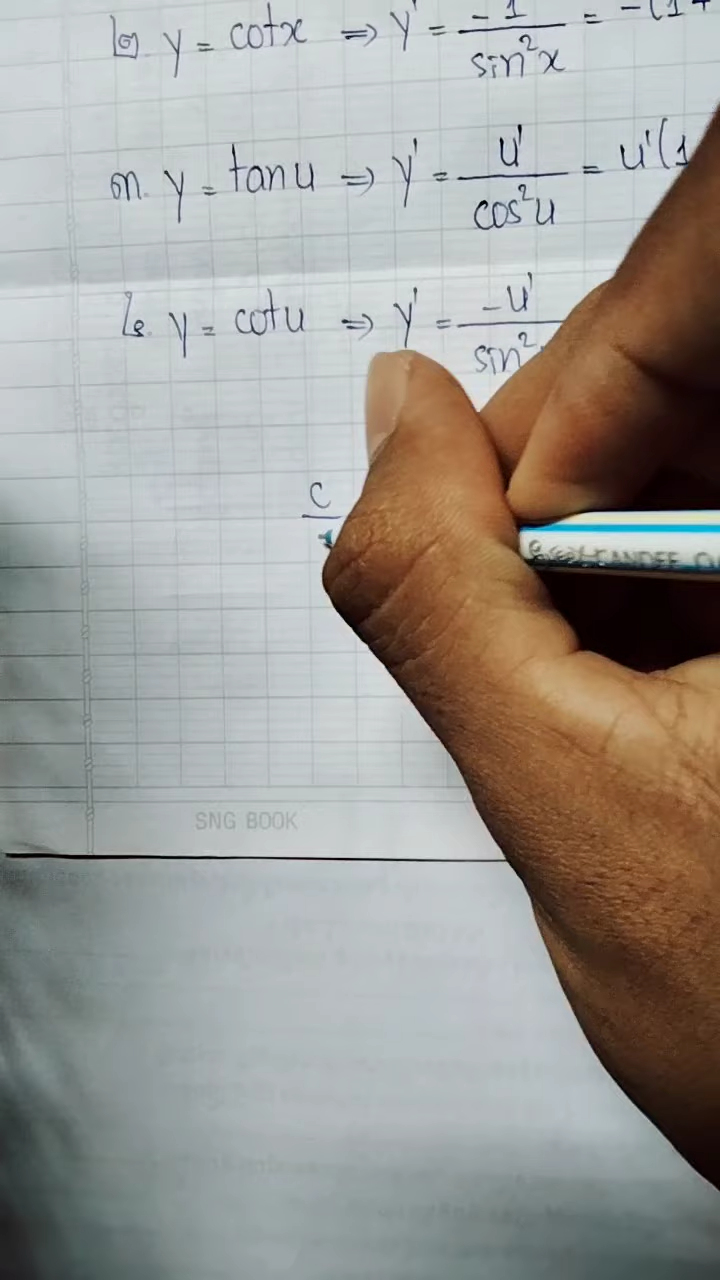 y = cotx ⇒ y' = -1/sin²x = -(1+
m. y = tanu ⇒ y' = u'/cos²u = u'(1
y = cotu ⇒ y' = -u'/sin²
c
SNG BOOK